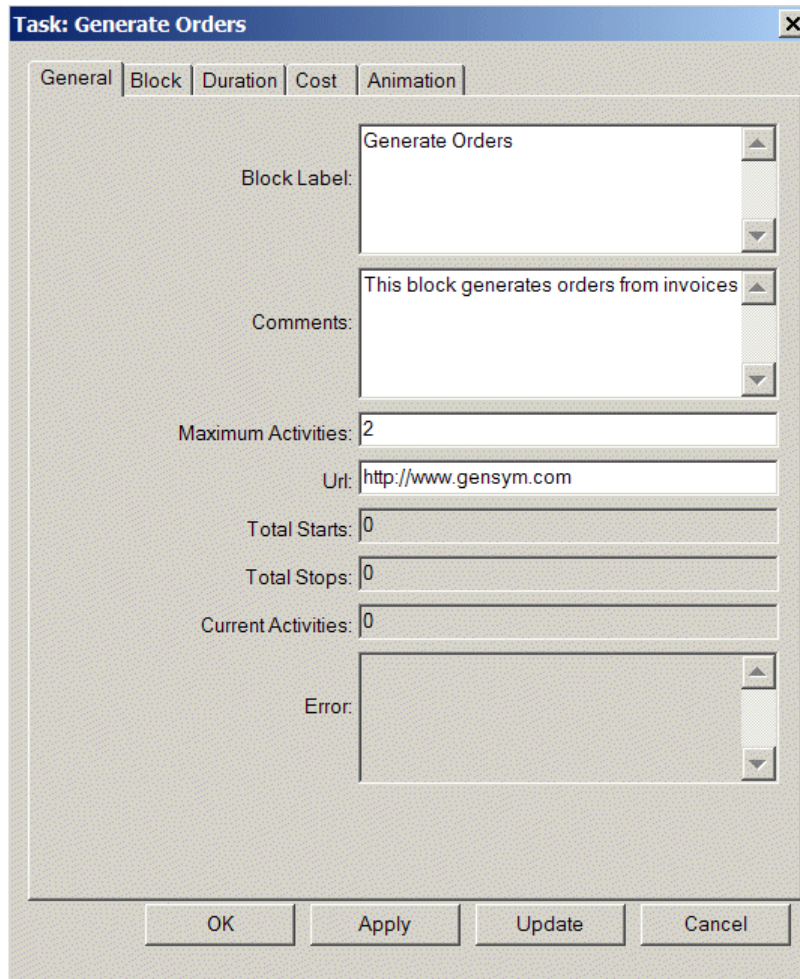 Task: Generate Orders
General Block Duration Cost Animation
Block Label: Generate Orders
Comments: This block generates orders from invoices
Maximum Activities: 2
Url: http://www.gensym.com
Total Starts: 0
Total Stops: 0
Current Activities: 0
Error:
OK Apply Update Cancel